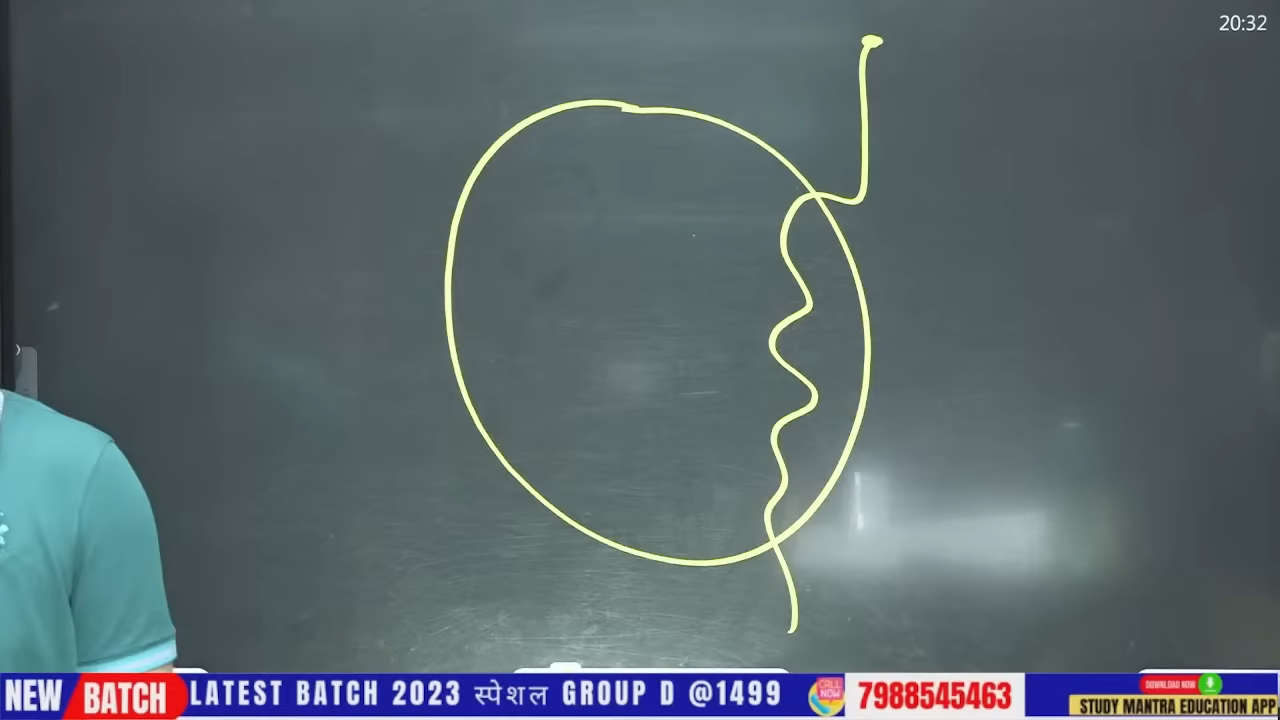 20:32
NEW BATCH LATEST BATCH 2023 स्पेशल GROUP D @1499 CALL NOW 7988545463 DOWNLOAD NOW
STUDY MANTRA EDUCATION APP